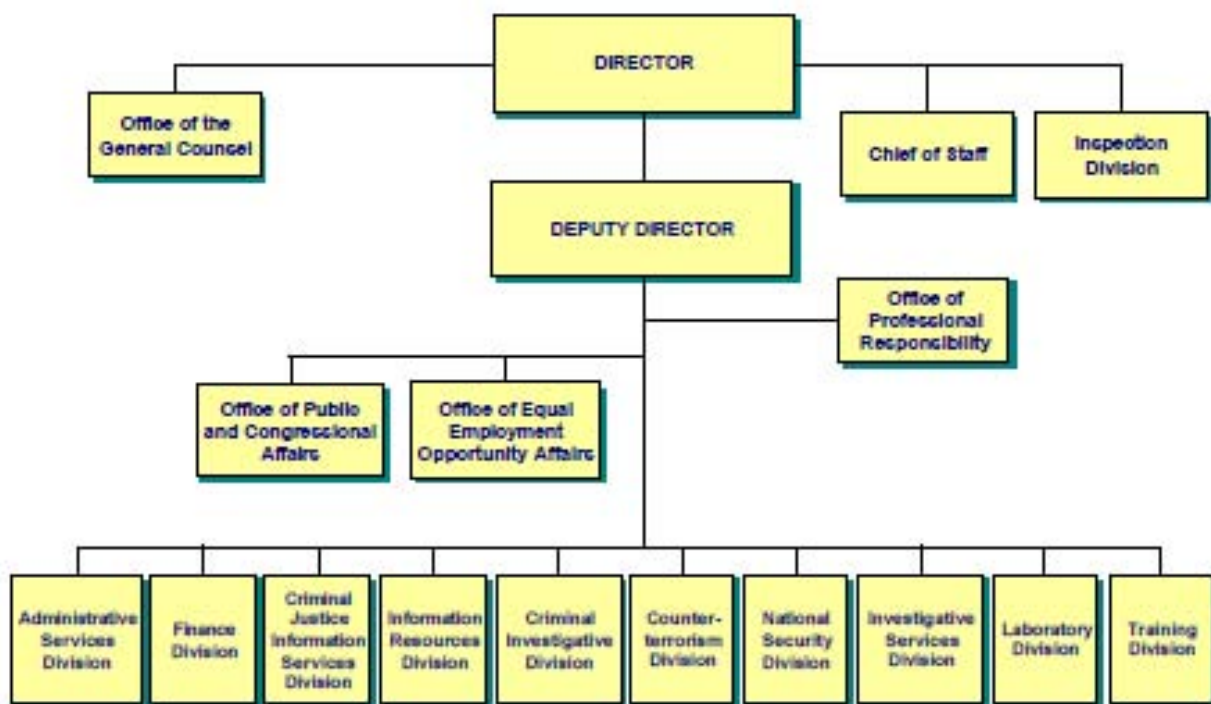 DIRECTOR
Office of the
General Counsel
Chief of Staff
Inspection
Division
DEPUTY DIRECTOR
Office of
Professional
Responsibility
Office of Public
and Congressional
Affairs
Office of Equal
Employment
Opportunity Affairs
Administrative
Services
Division
Finance
Division
Criminal
Justice
Information
Services
Division
Information
Resources
Division
Criminal
Investigative
Division
Counter-
terrorism
Division
National
Security
Division
Investigative
Services
Division
Laboratory
Division
Training
Division